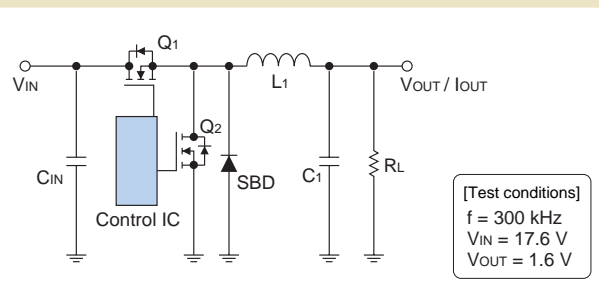 Q1
VIN
L1
VOUT / IOUT
Q2
CIN
SBD
C1
RL
Control IC
[Test conditions]
f = 300 kHz
VIN = 17.6 V
VOUT = 1.6 V